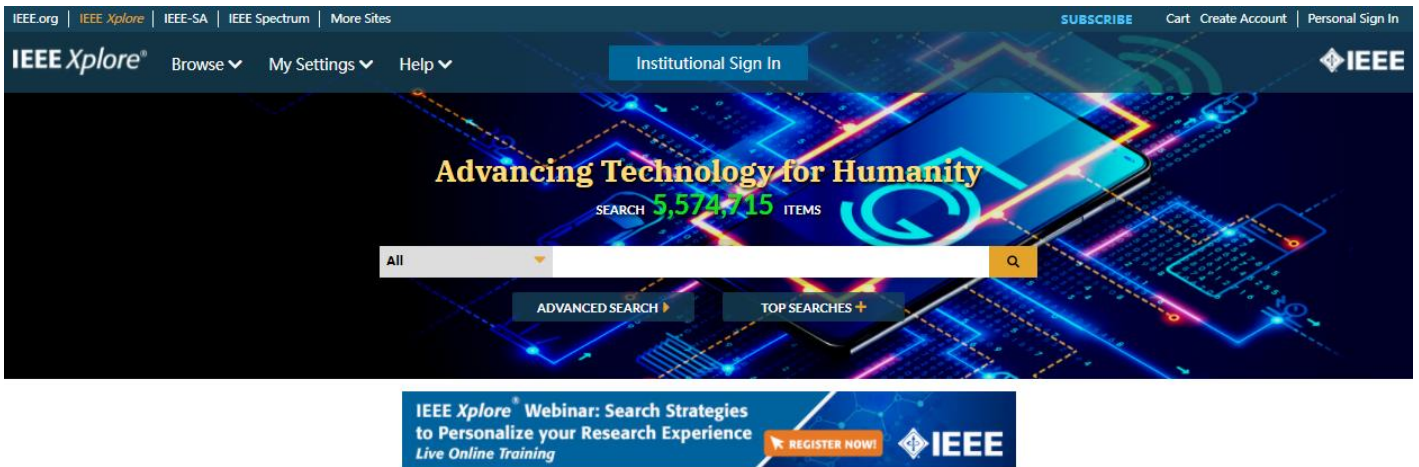 IEEE.org | IEEE Xplore | IEEE-SA | IEEE Spectrum | More Sites SUBSCRIBE Cart Create Account | Personal Sign In
IEEE Xplore® Browse My Settings Help Institutional Sign In IEEE
Advancing Technology for Humanity
SEARCH 5,574,715 ITEMS
All
ADVANCED SEARCH TOP SEARCHES
IEEE Xplore® Webinar: Search Strategies
to Personalize your Research Experience
Live Online Training
REGISTER NOW!
IEEE